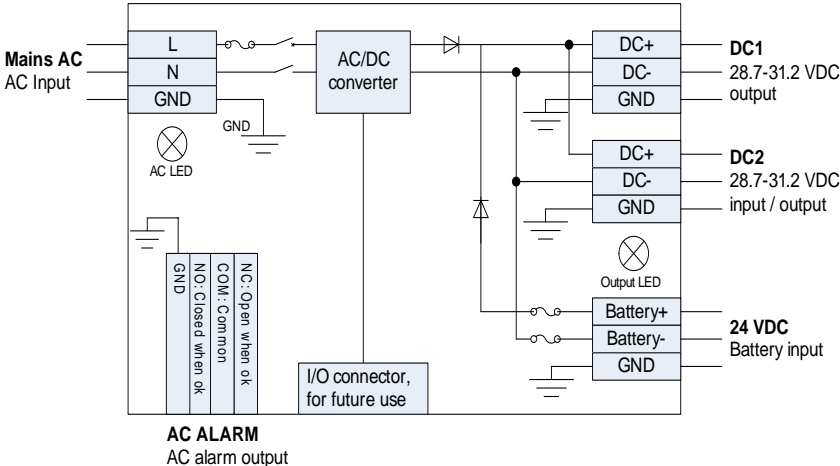 Mains AC
AC Input
L
N
GND
GND
AC LED
AC/DC
converter
DC+
DC-
GND
DC1
28.7-31.2 VDC
output
DC+
DC-
GND
DC2
28.7-31.2 VDC
input / output
Output LED
Battery+
Battery-
GND
24 VDC
Battery input
GND
NO: Closed when ok
COM: Common
NC: Open when ok
I/O connector,
for future use
AC ALARM
AC alarm output